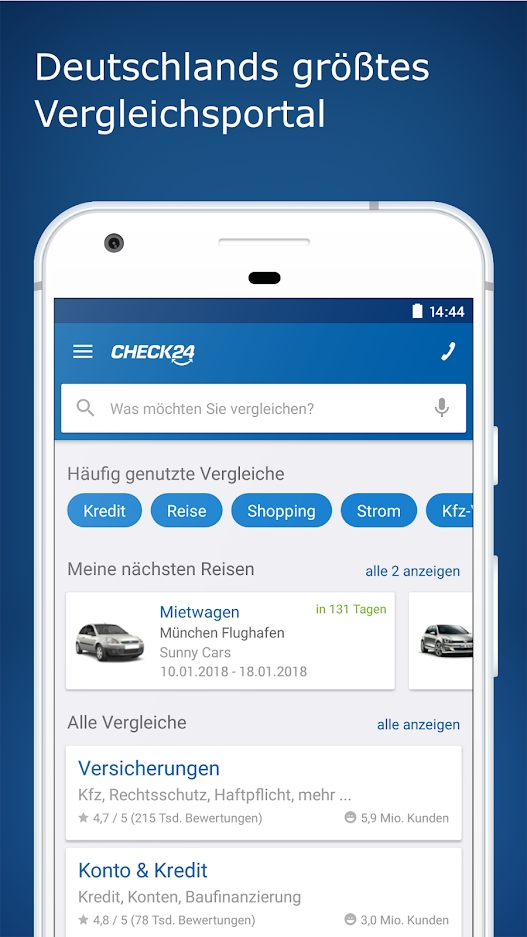 Deutschlands größtes
Vergleichsportal
14:44
CHECK24
Was möchten Sie vergleichen?
Häufig genutzte Vergleiche
Kredit Reise Shopping Strom Kfz-
Meine nächsten Reisen alle 2 anzeigen
Mietwagen in 131 Tagen
München Flughafen
Sunny Cars
10.01.2018 - 18.01.2018
Alle Vergleiche alle anzeigen
Versicherungen
Kfz, Rechtsschutz, Haftpflicht, mehr ...
4,7 / 5 (215 Tsd. Bewertungen) 5,9 Mio. Kunden
Konto & Kredit
Kredit, Konten, Baufinanzierung
4,8 / 5 (78 Tsd. Bewertungen) 3,0 Mio. Kunden